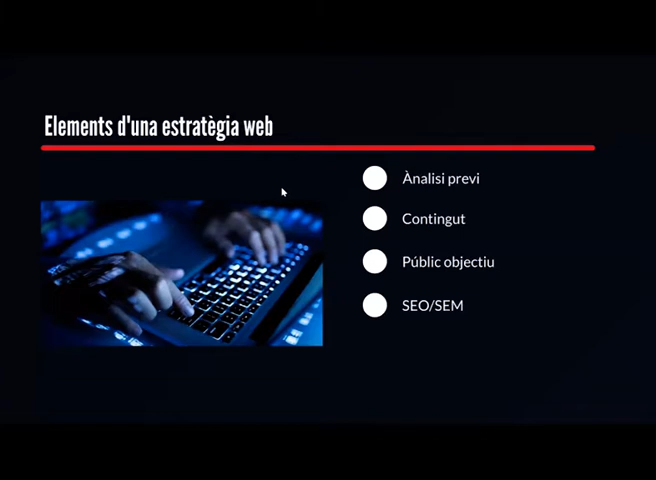 Elements d'una estratègia web
Ànalisi previ
Contingut
Públic objectiu
SEO/SEM